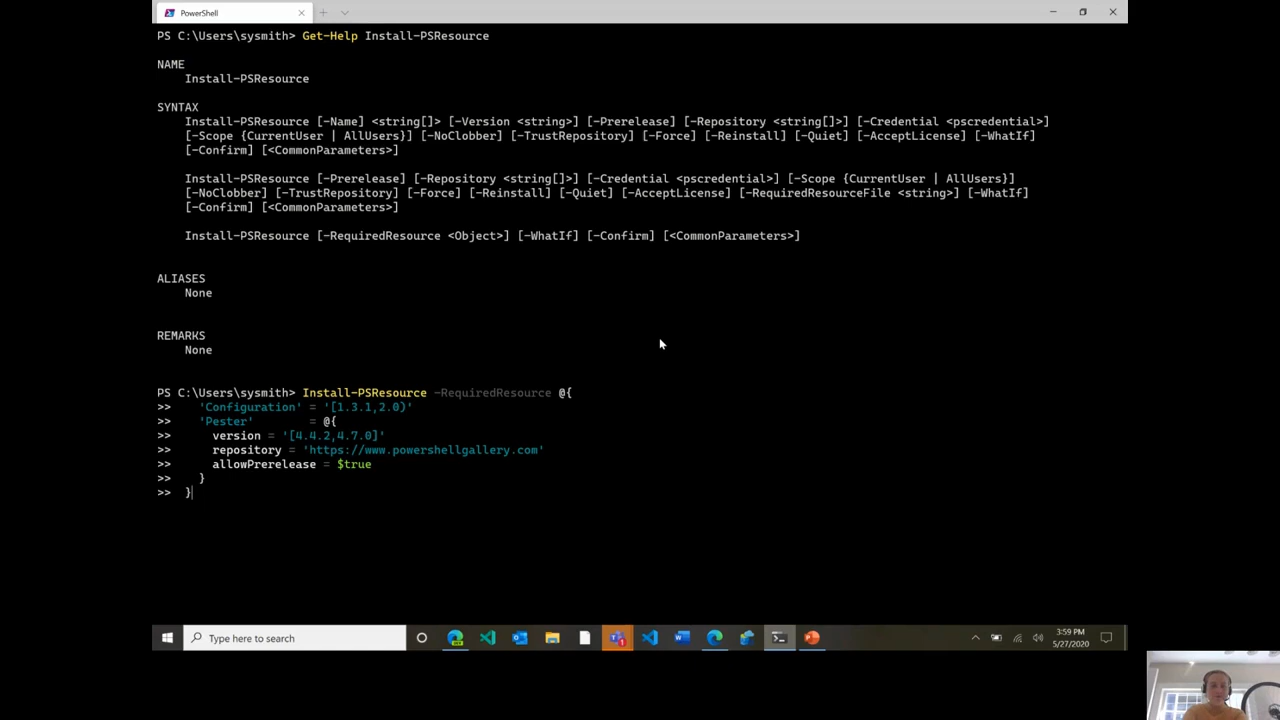 PowerShell
PS C:\Users\sysmith> Get-Help Install-PSResource
NAME
Install-PSResource
SYNTAX
Install-PSResource [-Name] <string[]> [-Version <string>] [-Prerelease] [-Repository <string[]>] [-Credential <pscredential>]
[-Scope {CurrentUser | AllUsers}] [-NoClobber] [-TrustRepository] [-Force] [-Reinstall] [-Quiet] [-AcceptLicense] [-WhatIf]
[-Confirm] [<CommonParameters>]
Install-PSResource [-Prerelease] [-Repository <string[]>] [-Credential <pscredential>] [-Scope {CurrentUser | AllUsers}]
[-NoClobber] [-TrustRepository] [-Force] [-Reinstall] [-Quiet] [-AcceptLicense] [-RequiredResourceFile <string>] [-WhatIf]
[-Confirm] [<CommonParameters>]
Install-PSResource [-RequiredResource <Object>] [-WhatIf] [-Confirm] [<CommonParameters>]
ALIASES
None
REMARKS
None
PS C:\Users\sysmith> Install-PSResource -RequiredResource @{
>> 'Configuration' = '[1.3.1,2.0)'
>> 'Pester' = @{
>> version = '[4.4.2,4.7.0]'
>> repository = 'https://www.powershellgallery.com'
>> allowPrerelease = $true
>> }
>> }
Type here to search
3:59 PM
5/27/2020